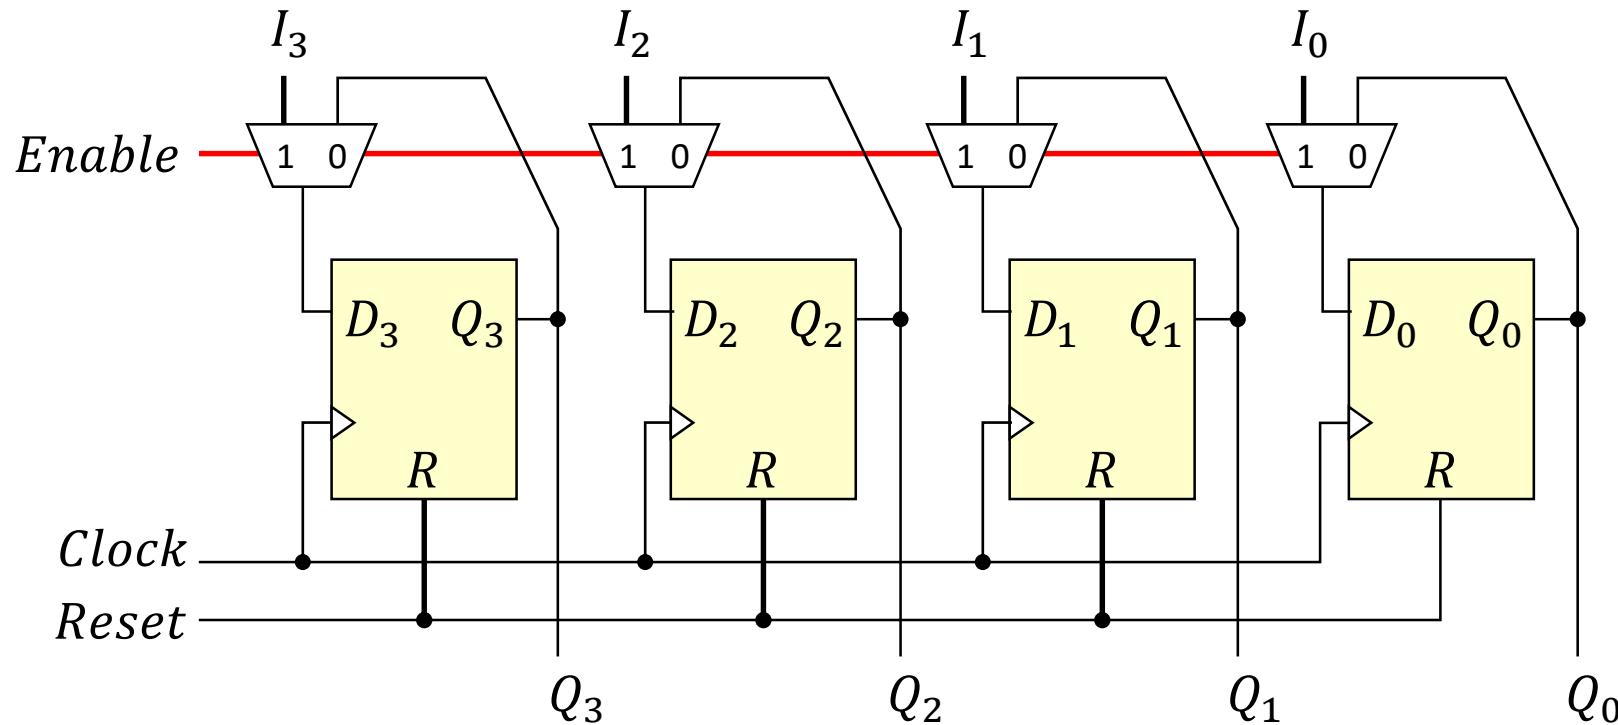 I₃ I₂ I₁ I₀
Enable 1 0 1 0 1 0 1 0
D₃ Q₃ D₂ Q₂ D₁ Q₁ D₀ Q₀
R R R R
Clock
Reset
Q₃ Q₂ Q₁ Q₀